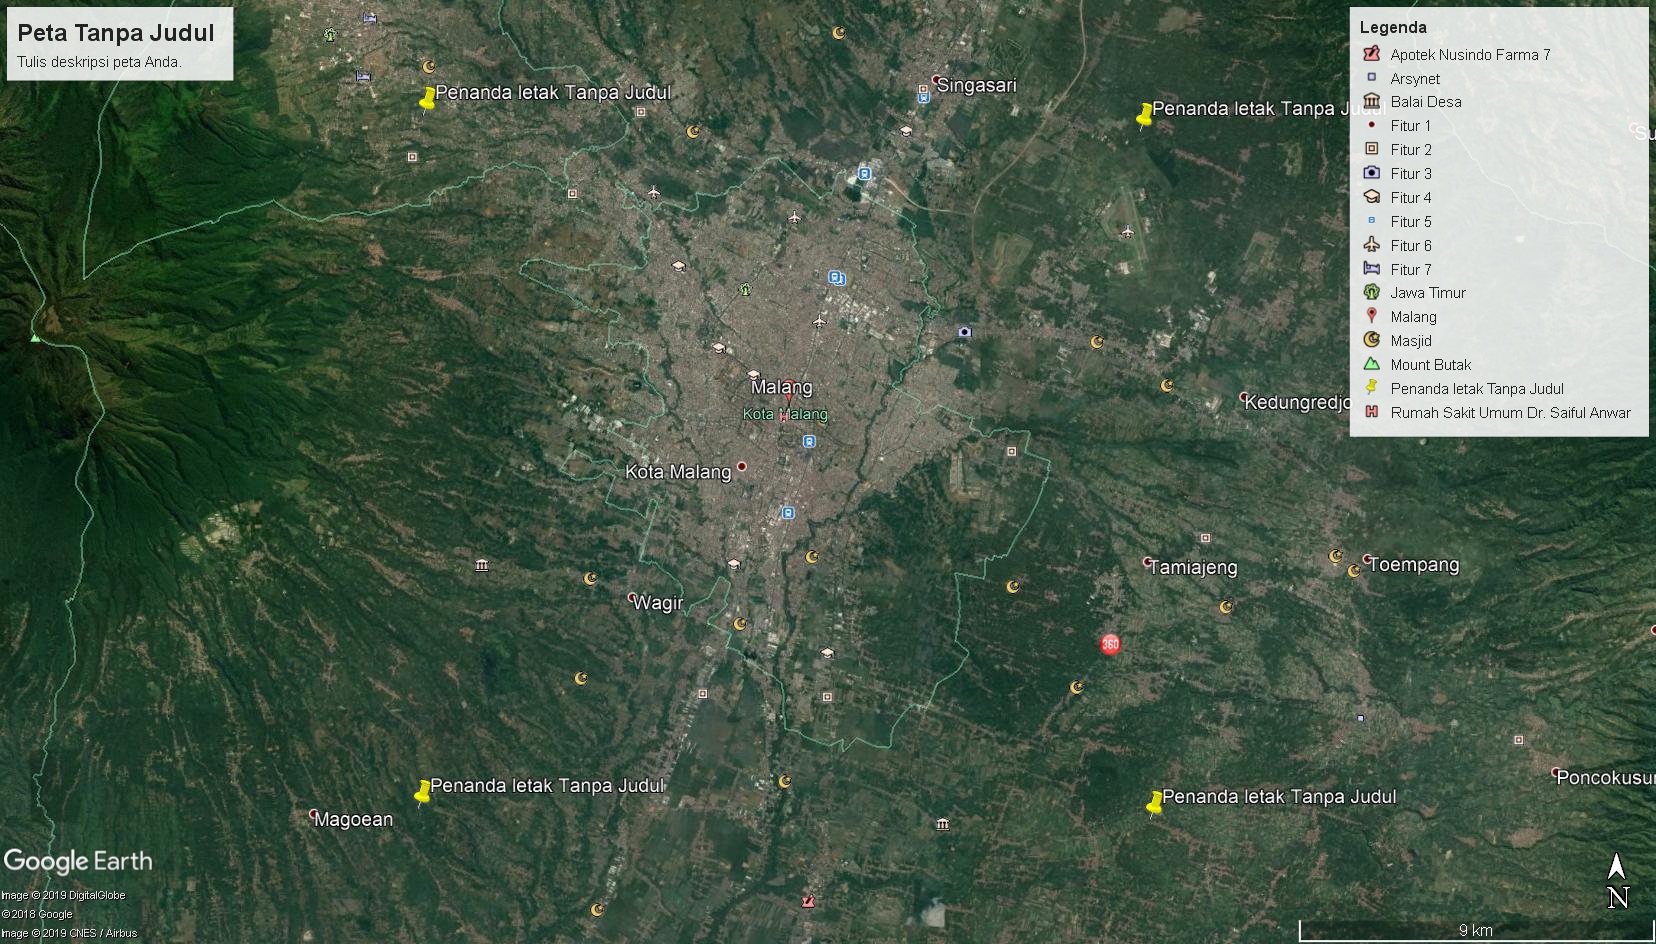 Peta Tanpa Judul
Tulis deskripsi peta Anda.
Legenda
Apotek Nusindo Farma 7
Arsynet
Balai Desa
Fitur 1
Fitur 2
Fitur 3
Fitur 4
Fitur 5
Fitur 6
Fitur 7
Jawa Timur
Malang
Masjid
Mount Butak
Penanda letak Tanpa Judul
Rumah Sakit Umum Dr. Saiful Anwar
Penanda letak Tanpa Judul
Singasari
Penanda letak Tanpa Judul
Su
Malang
Kota Malang
Kedungredjo
Kota Malang
Tamiajeng
Toempang
Wagir
360
Penanda letak Tanpa Judul
Penanda letak Tanpa Judul
Poncokusu
Magoean
Google Earth
Image © 2019 DigitalGlobe
© 2018 Google
Image © 2019 CNES / Airbus
N
9 km